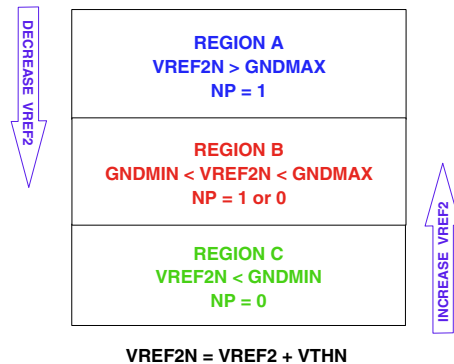 DECREASE VREF2
REGION A
VREF2N > GNDMAX
NP = 1
REGION B
GNDMIN < VREF2N < GNDMAX
NP = 1 or 0
REGION C
VREF2N < GNDMIN
NP = 0
INCREASE VREF2
VREF2N = VREF2 + VTHN